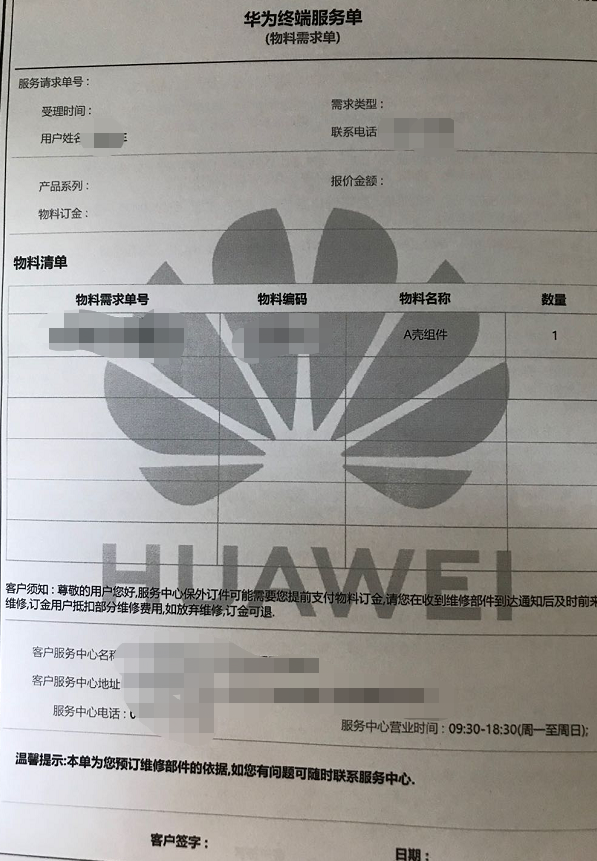 华为终端服务单
(物料需求单)
服务请求单号：
受理时间： 需求类型：
用户姓名 联系电话
产品系列： 报价金额：
物料订金：
物料清单
物料需求单号 物料编码 物料名称 数量
A壳组件 1
HUAWEI
客户须知：尊敬的用户您好,服务中心保外订件可能需要您提前支付物料订金,请您在收到维修部件到达通知后及时前来
维修,订金用户抵扣部分维修费用,如放弃维修,订金可退.
客户服务中心名称
客户服务中心地址
服务中心电话：
服务中心营业时间：09:30-18:30(周一至周日);
温馨提示:本单为您预订维修部件的依据,如您有问题可随时联系服务中心.
客户签字： 日期：